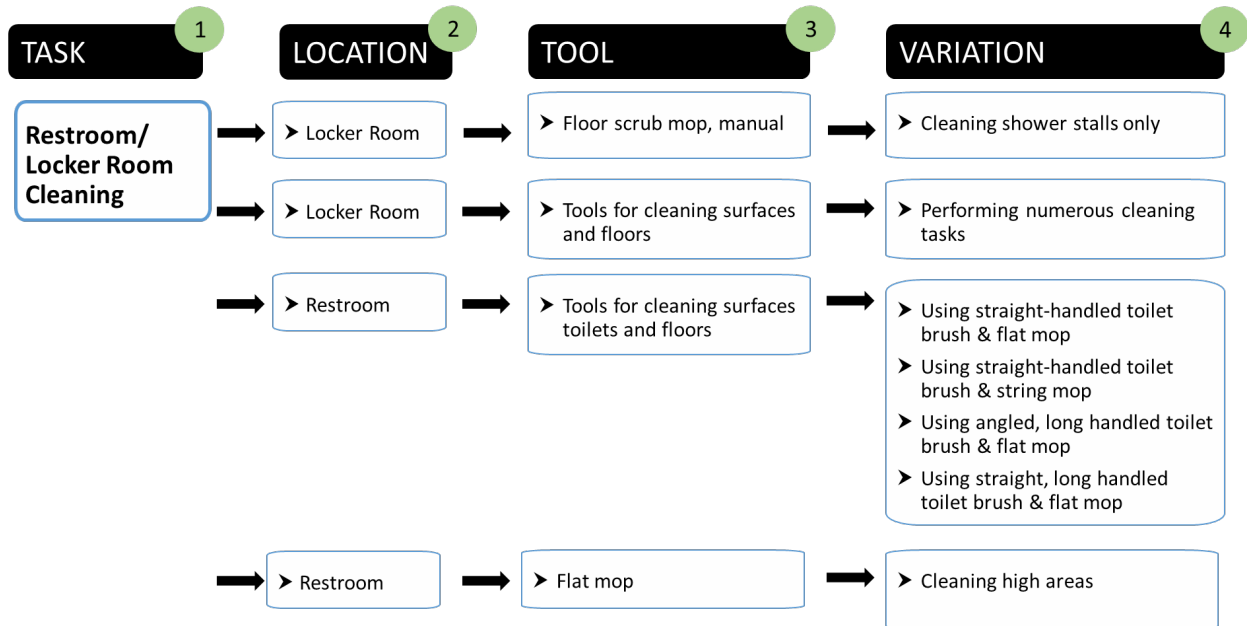 1
2
3
4
TASK
LOCATION
TOOL
VARIATION
Restroom/
Locker Room
Cleaning
➤ Locker Room
➤ Floor scrub mop, manual
➤ Cleaning shower stalls only
➤ Locker Room
➤ Tools for cleaning surfaces
and floors
➤ Performing numerous cleaning
tasks
➤ Restroom
➤ Tools for cleaning surfaces
toilets and floors
➤ Using straight-handled toilet
brush & flat mop
➤ Using straight-handled toilet
brush & string mop
➤ Using angled, long handled toilet
brush & flat mop
➤ Using straight, long handled
toilet brush & flat mop
➤ Restroom
➤ Flat mop
➤ Cleaning high areas